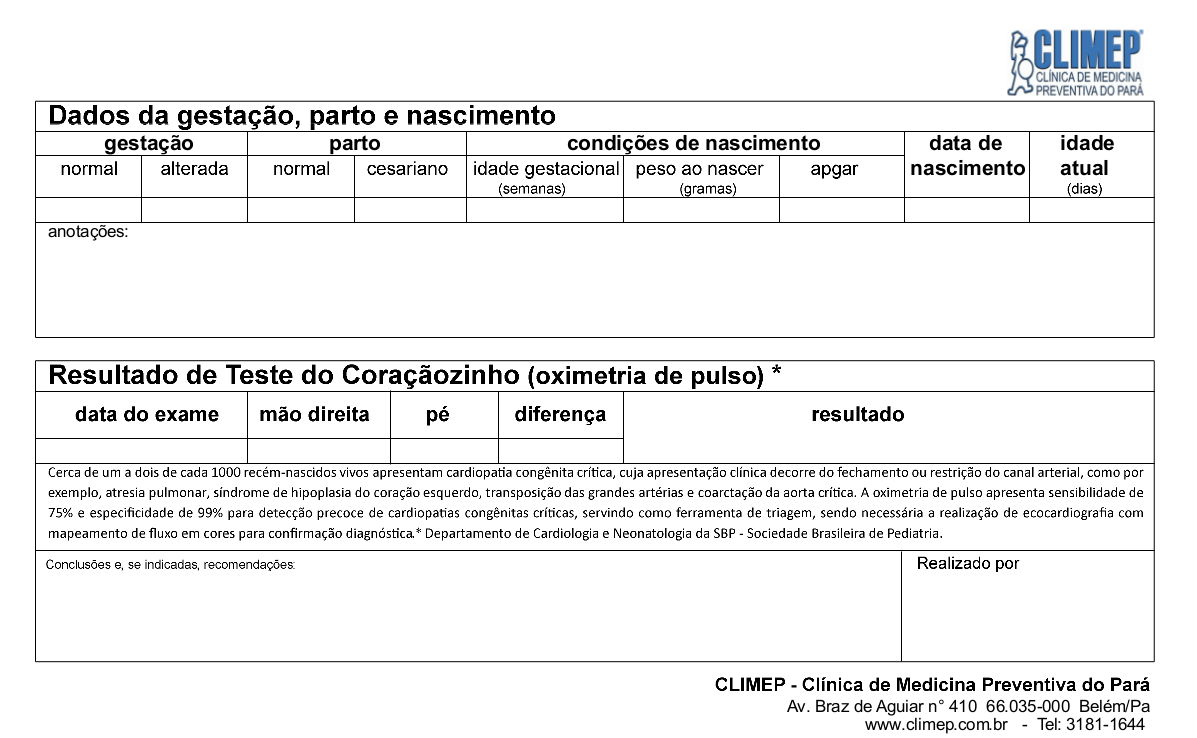 CLIMEP
CLÍNICA DE MEDICINA
PREVENTIVA DO PARÁ
Dados da gestação, parto e nascimento
gestação parto condições de nascimento data de nascimento idade atual (dias)
normal alterada normal cesariano idade gestacional (semanas) peso ao nascer (gramas) apgar
anotações:
Resultado de Teste do Coraçãozinho (oximetria de pulso) *
data do exame mão direita pé diferença resultado
Cerca de um a dois de cada 1000 recém-nascidos vivos apresentam cardiopatia congênita crítica, cuja apresentação clínica decorre do fechamento ou restrição do canal arterial, como por
exemplo, atresia pulmonar, síndrome de hipoplasia do coração esquerdo, transposição das grandes artérias e coarctação da aorta crítica. A oximetria de pulso apresenta sensibilidade de
75% e especificidade de 99% para detecção precoce de cardiopatias congênitas críticas, servindo como ferramenta de triagem, sendo necessária a realização de ecocardiografia com
mapeamento de fluxo em cores para confirmação diagnóstica.* Departamento de Cardiologia e Neonatologia da SBP - Sociedade Brasileira de Pediatria.
Conclusões e, se indicadas, recomendações: Realizado por
CLIMEP - Clínica de Medicina Preventiva do Pará
Av. Braz de Aguiar n° 410 66.035-000 Belém/Pa
www.climep.com.br - Tel: 3181-1644